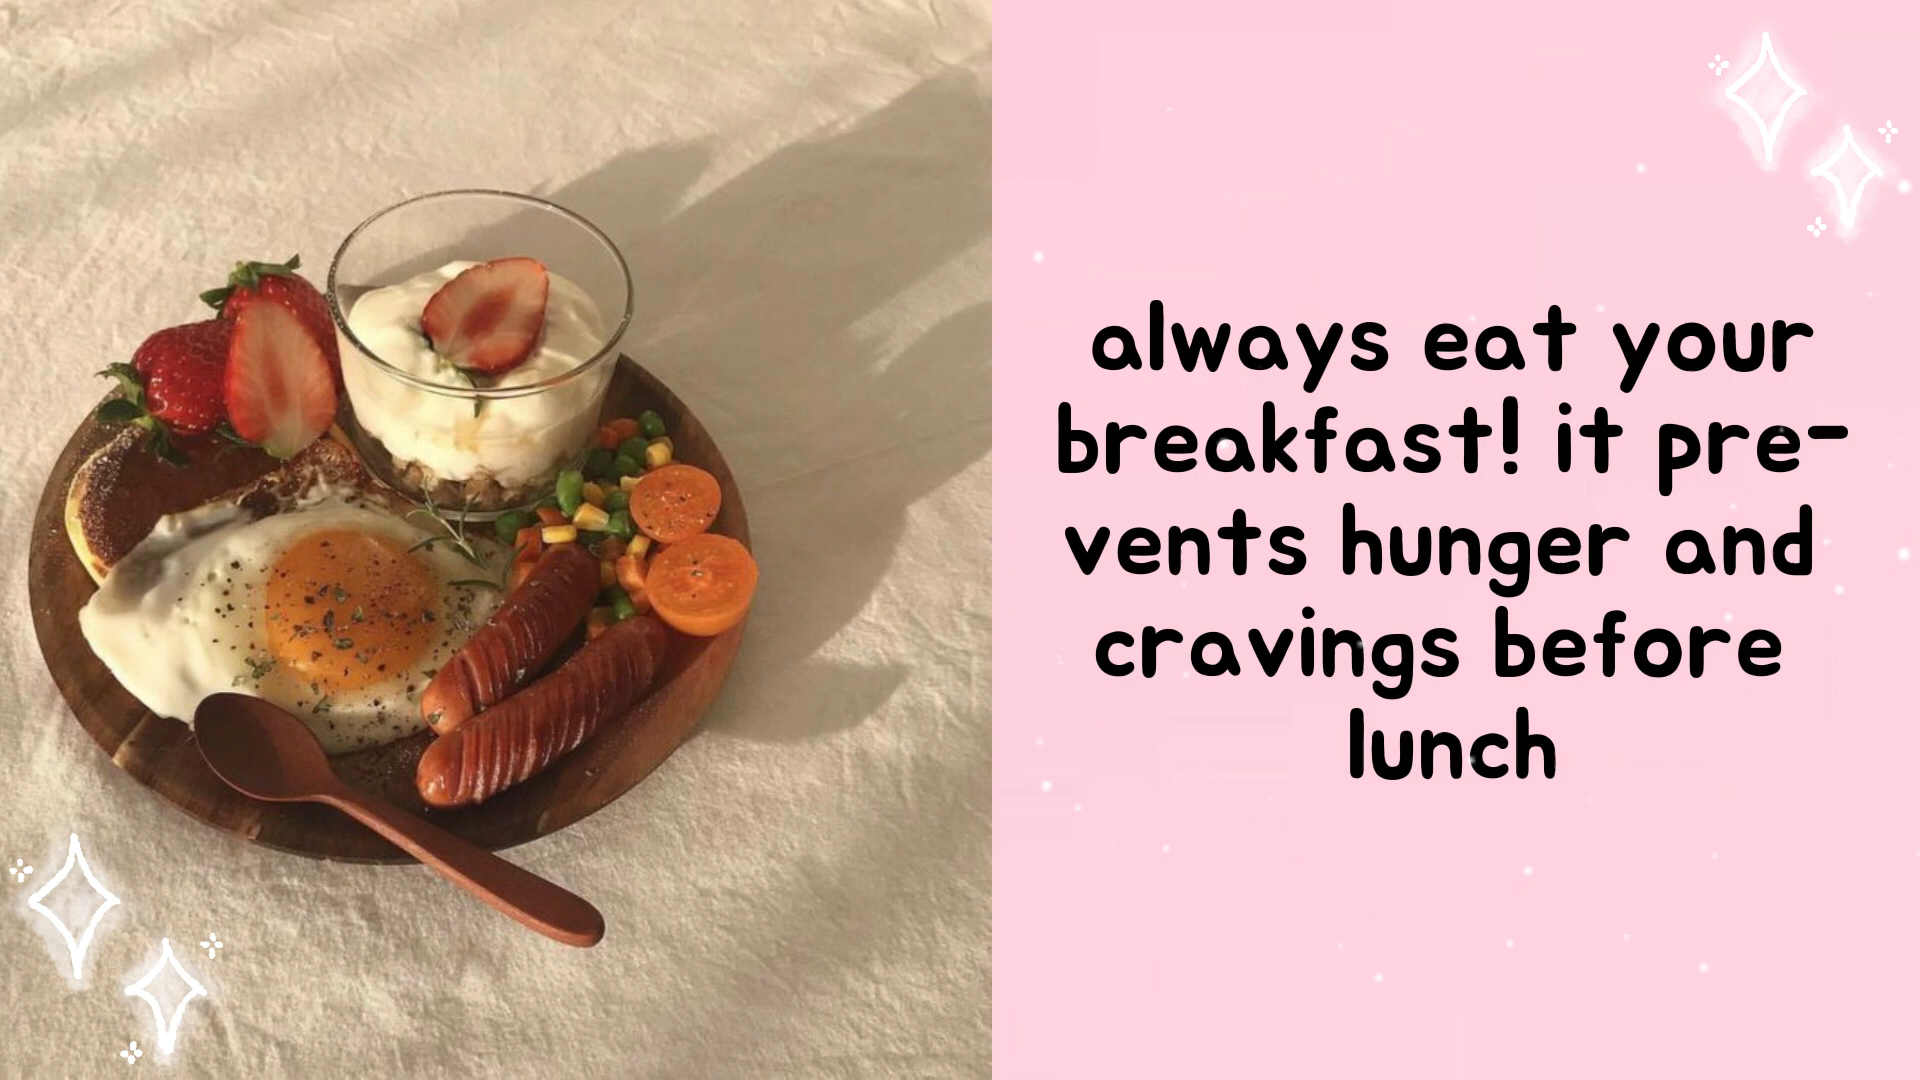 always eat your
breakfast! it pre-
vents hunger and
cravings before
lunch